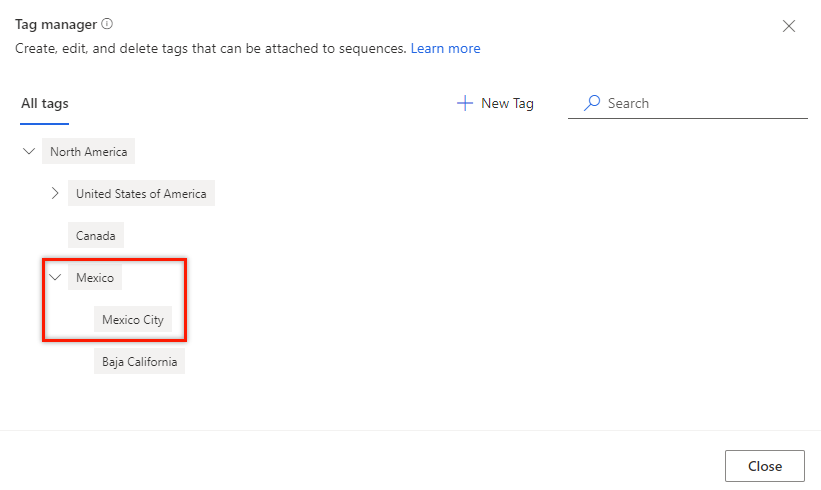 Tag manager
Create, edit, and delete tags that can be attached to sequences. Learn more
All tags
New Tag
Search
North America
United States of America
Canada
Mexico
Mexico City
Baja California
Close